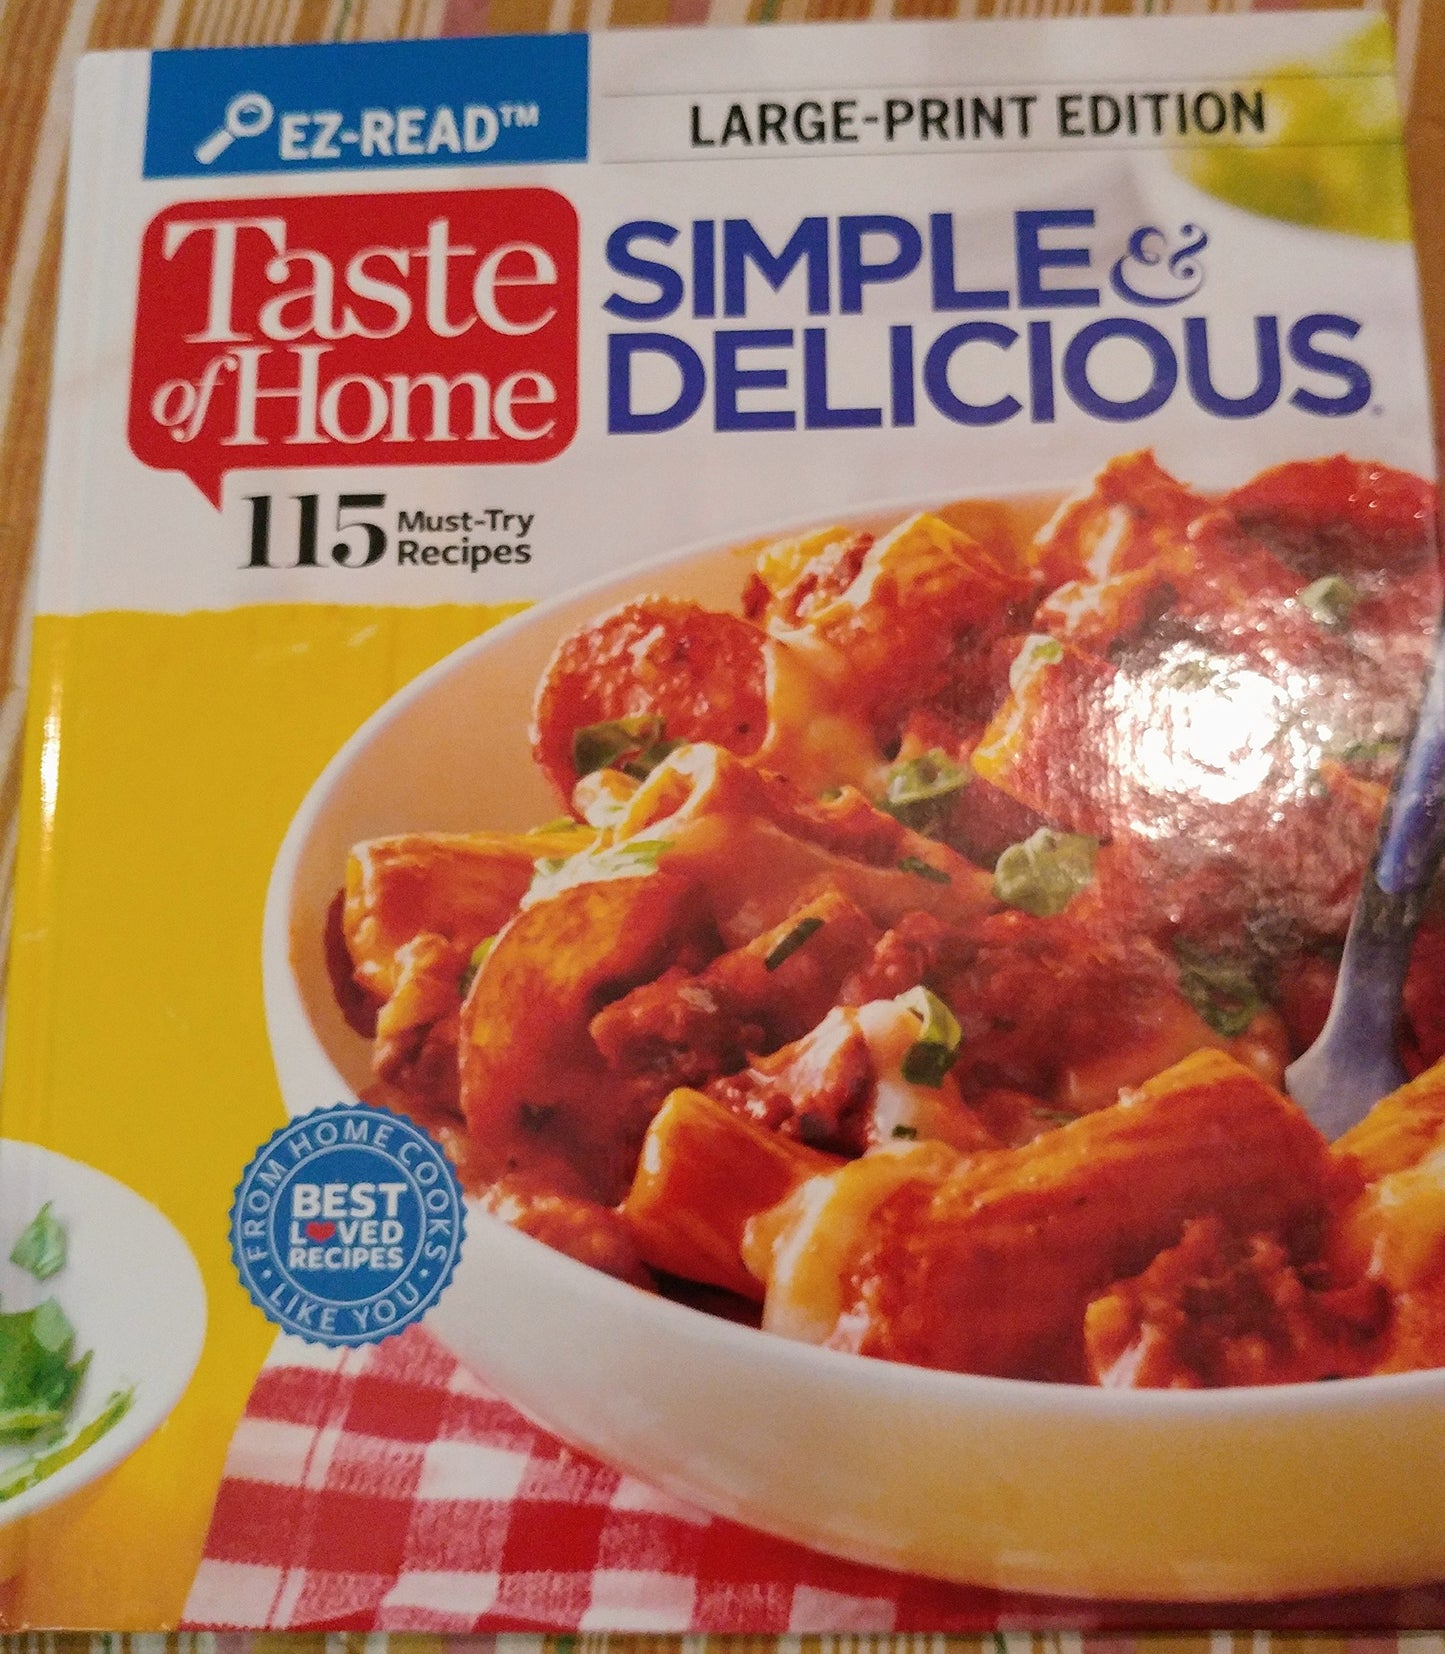 EZ-READ™
LARGE-PRINT EDITION
Taste
of Home
SIMPLE &
DELICIOUS
115 Must-Try
Recipes
FROM HOME COOKS
BEST
LOVED
RECIPES
• LIKE YOU •